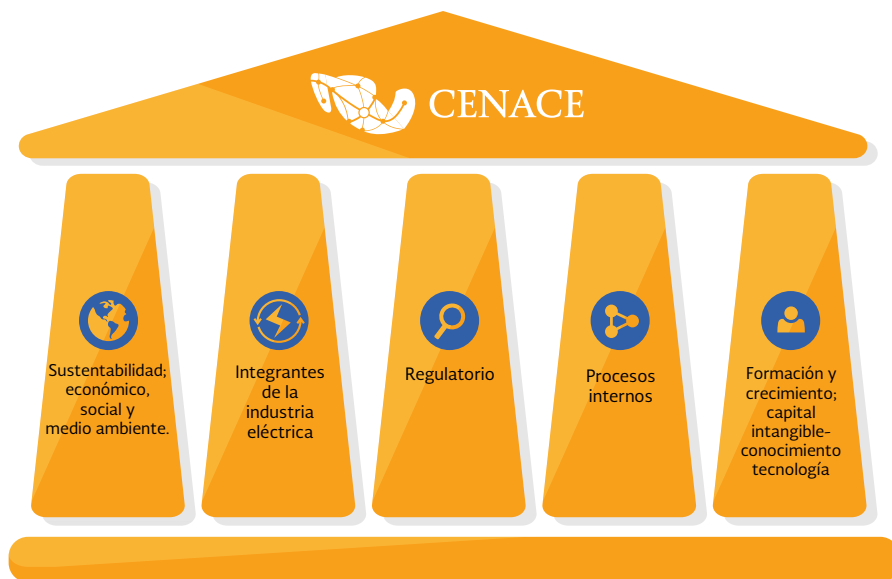 CENACE
Sustentabilidad;
económico,
social y
medio ambiente.
Integrantes
de la
industria
eléctrica
Regulatorio
Procesos
internos
Formación y
crecimiento;
capital
intangible-
conocimiento
tecnología